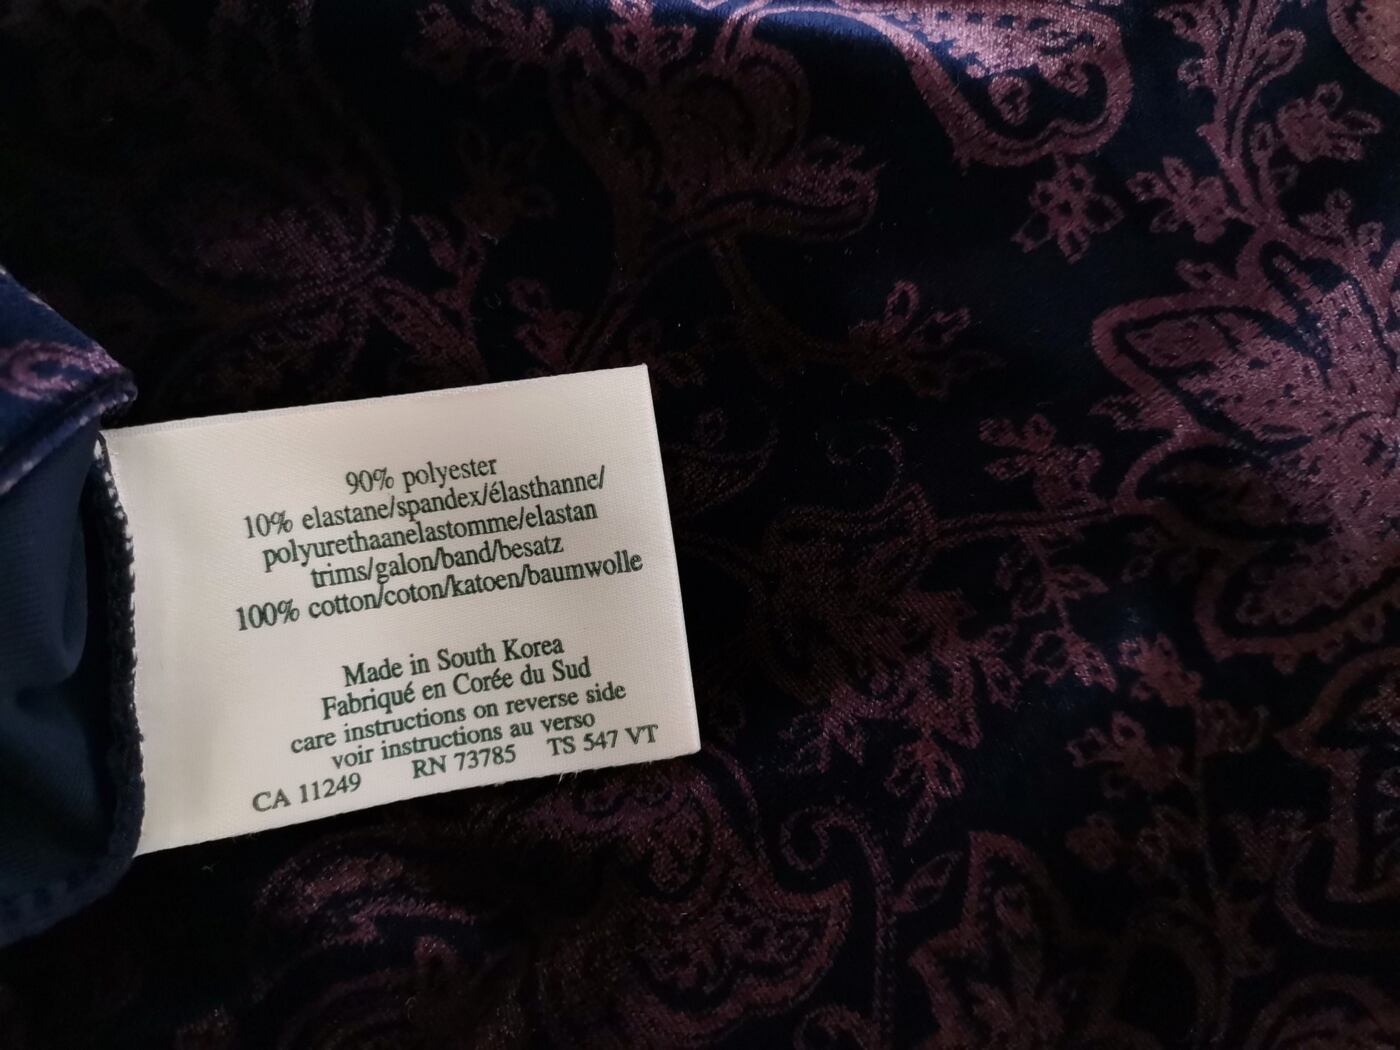 90% polyester
10% elastane/spandex/élasthanne/
polyurethaanelastomme/elastan
trims/galon/band/besatz
100% cotton/coton/katoen/baumwolle
Made in South Korea
Fabriqué en Corée du Sud
care instructions on reverse side
voir instructions au verso
CA 11249 RN 73785 TS 547 VT